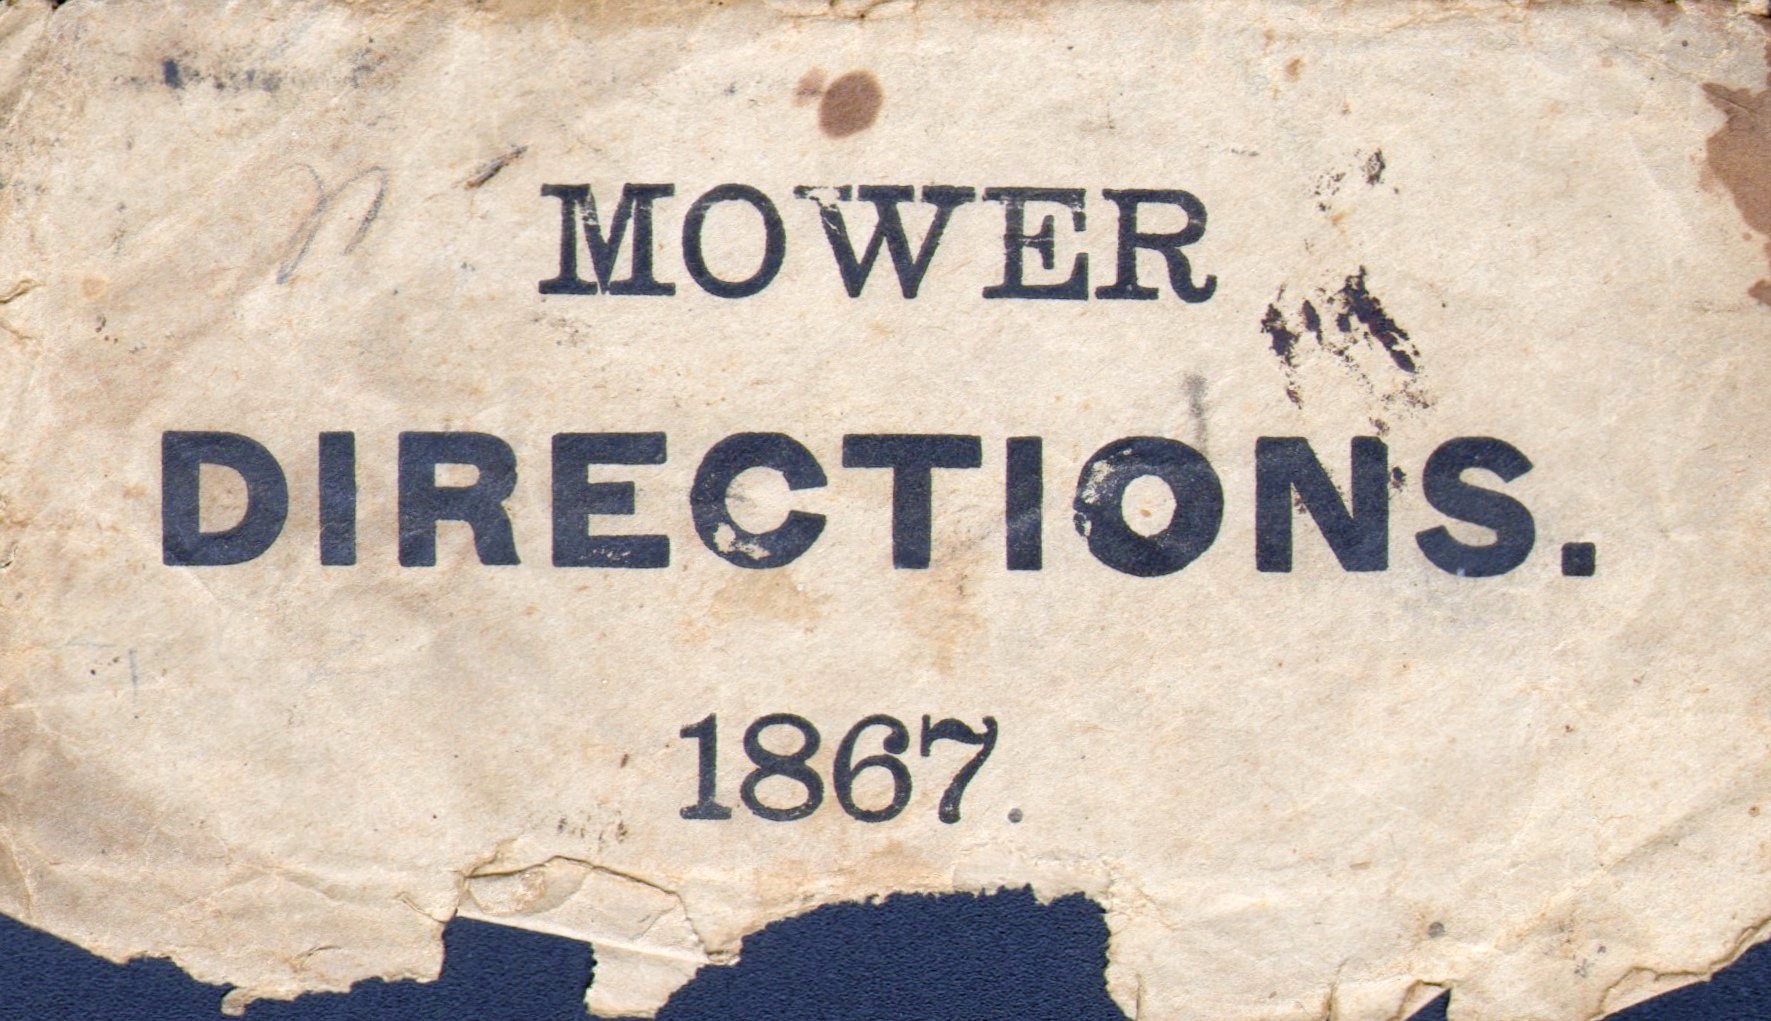 MOWER
DIRECTIONS.
1867.